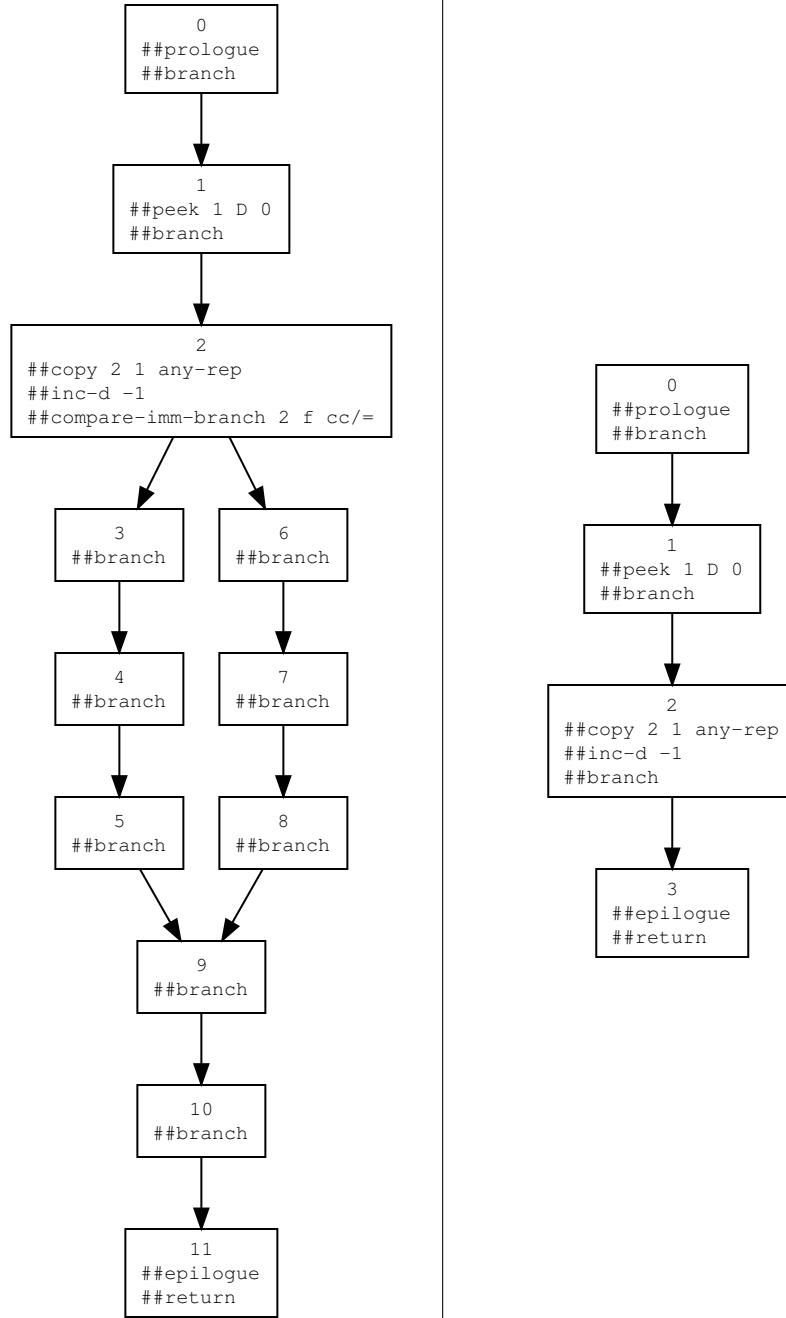 0
##prologue
##branch
1
##peek 1 D 0
##branch
2
##copy 2 1 any-rep
##inc-d -1
##compare-imm-branch 2 f cc/=
3
##branch
6
##branch
4
##branch
7
##branch
5
##branch
8
##branch
9
##branch
10
##branch
11
##epilogue
##return
0
##prologue
##branch
1
##peek 1 D 0
##branch
2
##copy 2 1 any-rep
##inc-d -1
##branch
3
##epilogue
##return